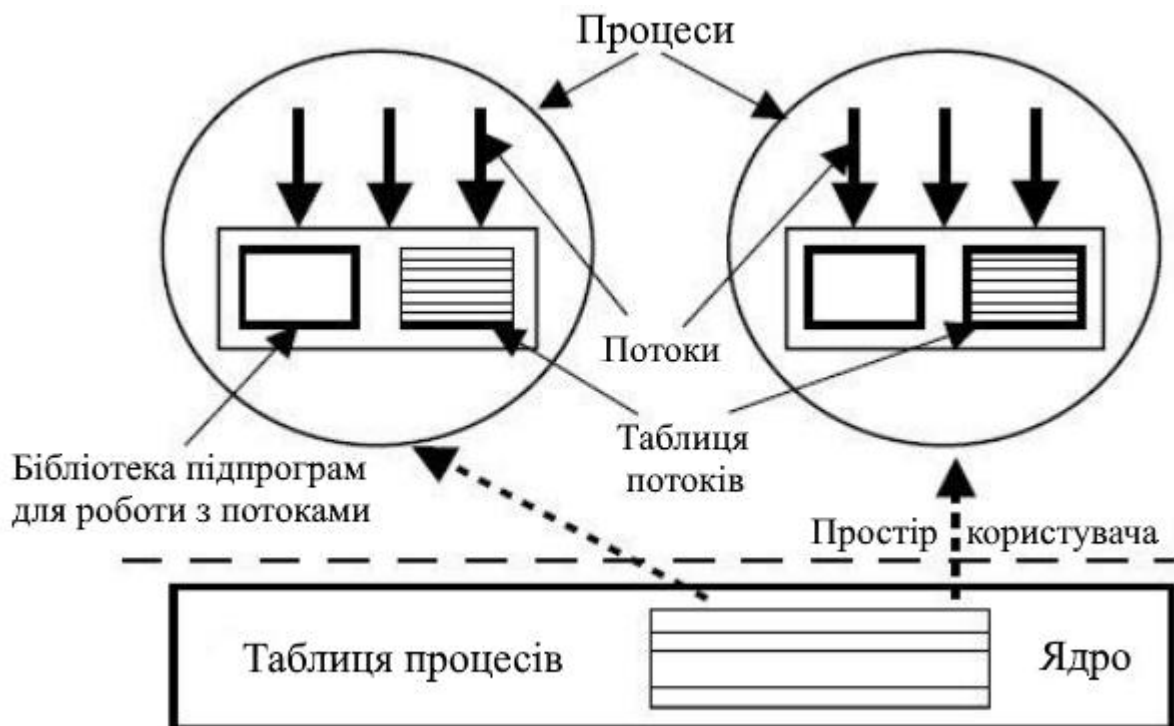 Процеси
Потоки
Таблиця
потоків
Бібліотека підпрограм
для роботи з потоками
Простір користувача
Таблиця процесів
Ядро